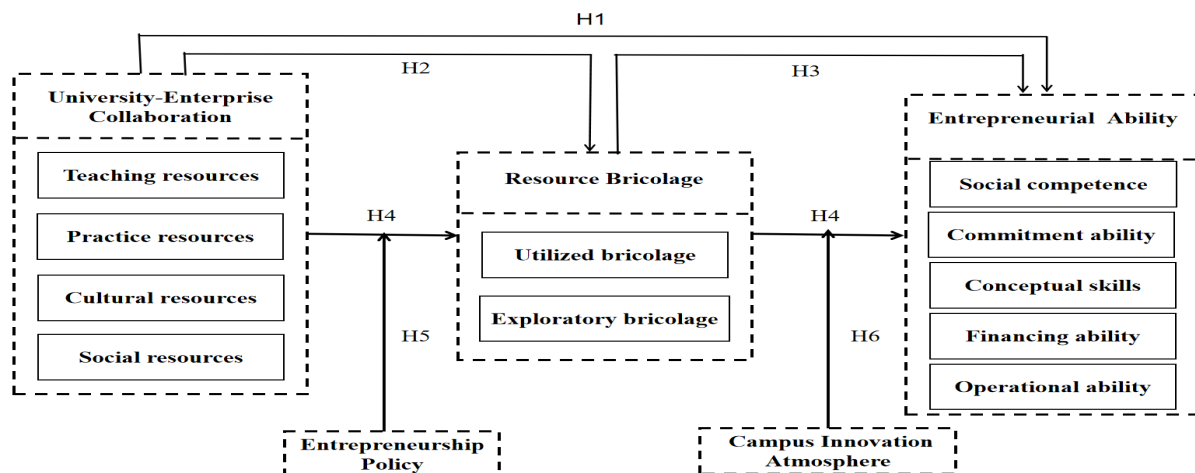 H1
H2
H3
University-Enterprise
Collaboration
Teaching resources
Practice resources
Cultural resources
Social resources
H4
H5
Resource Bricolage
Utilized bricolage
Exploratory bricolage
H4
H6
Entrepreneurial Ability
Social competence
Commitment ability
Conceptual skills
Financing ability
Operational ability
Entrepreneurship
Policy
Campus Innovation
Atmosphere